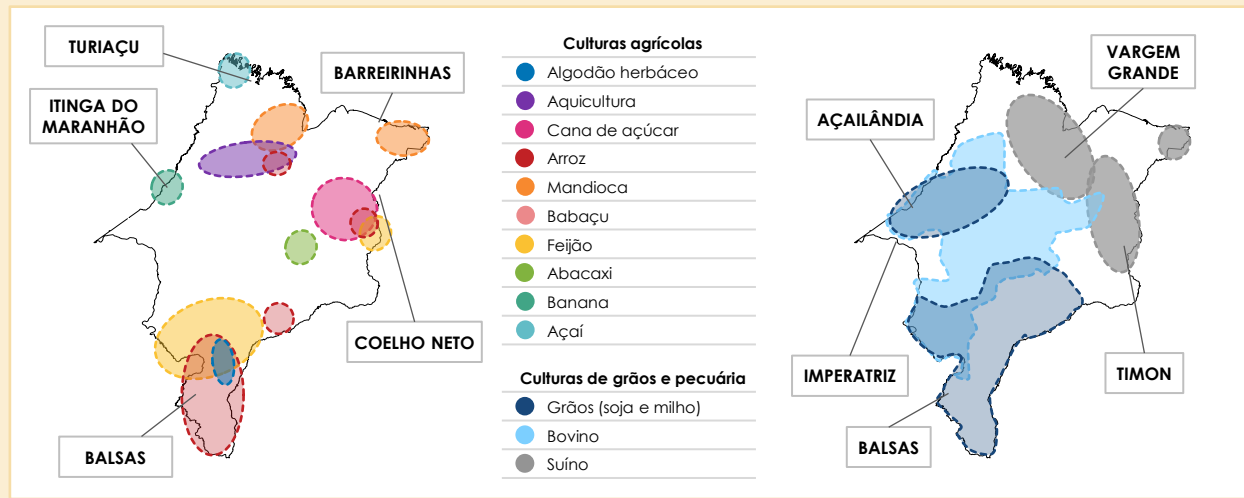 TURIAÇU
BARREIRINHAS
ITINGA DO
MARANHÃO
COELHO NETO
BALSAS
Culturas agrícolas
Algodão herbáceo
Aquicultura
Cana de açúcar
Arroz
Mandioca
Babaçu
Feijão
Abacaxi
Banana
Açaí
Culturas de grãos e pecuária
Grãos (soja e milho)
Bovino
Suíno
VARGEM
GRANDE
AÇAILÂNDIA
IMPERATRIZ
TIMON
BALSAS